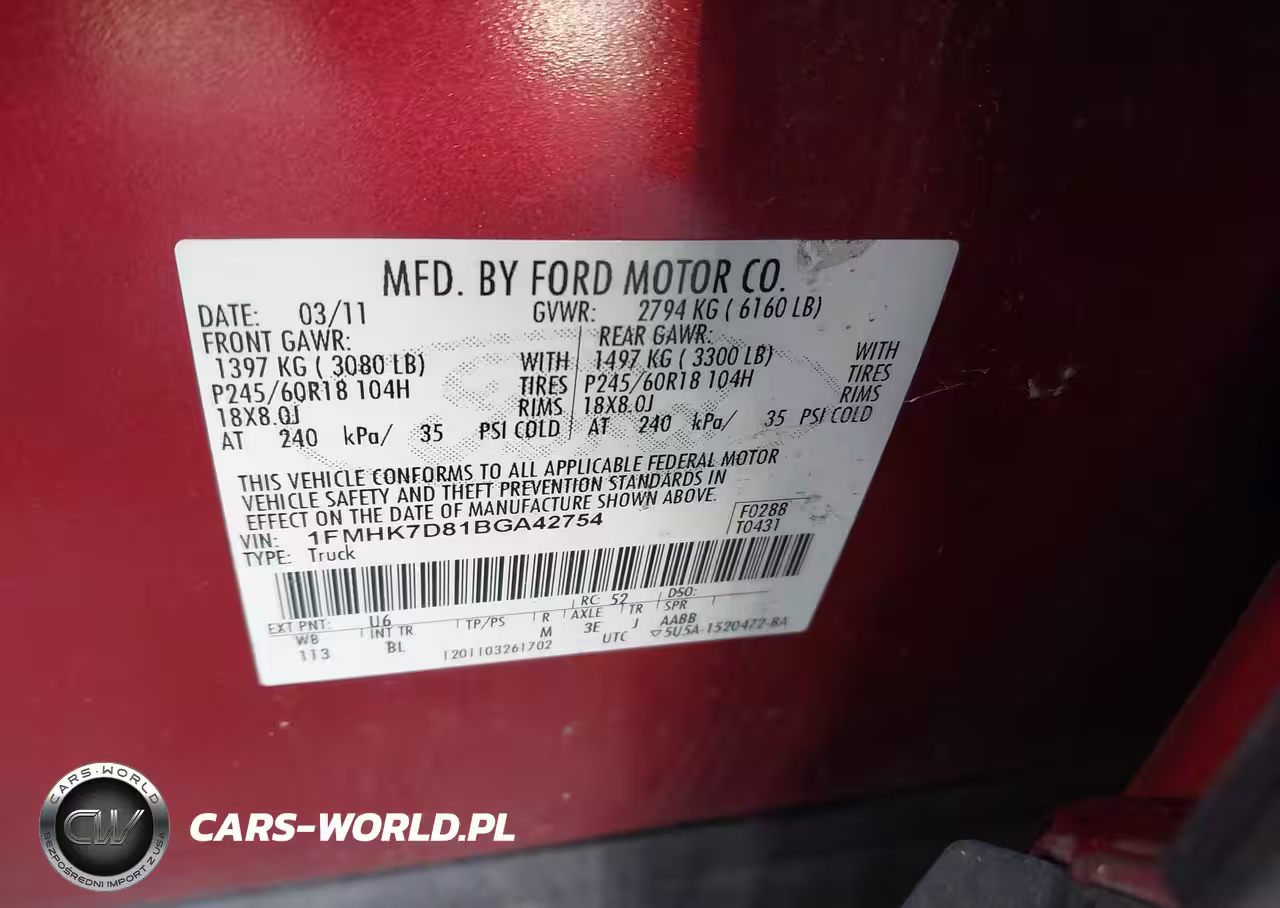 MFD. BY FORD MOTOR CO.
DATE: 03/11 GVWR: 2794 KG ( 6160 LB)
FRONT GAWR: REAR GAWR:
1397 KG ( 3080 LB) WITH 1497 KG ( 3300 LB) WITH
P245/60R18 104H TIRES P245/60R18 104H TIRES
18X8.0J RIMS 18X8.0J RIMS
AT 240 kPa/ 35 PSI COLD AT 240 kPa/ 35 PSI COLD
THIS VEHICLE CONFORMS TO ALL APPLICABLE FEDERAL MOTOR
VEHICLE SAFETY AND THEFT PREVENTION STANDARDS IN
EFFECT ON THE DATE OF MANUFACTURE SHOWN ABOVE.
VIN: 1FMHK7D81BGA42754 F0288
TYPE: Truck T0431
EXT PNT: U6 RC: 52 DSO:
WB INT TR TP/PS R AXLE TR SPR
113 BL M 3E J AABB
1201103261702 UTC ▽5U5A-1520472-BA
CARS-WORLD
CW
BEZPOŚREDNI IMPORT Z USA
CARS-WORLD.PL